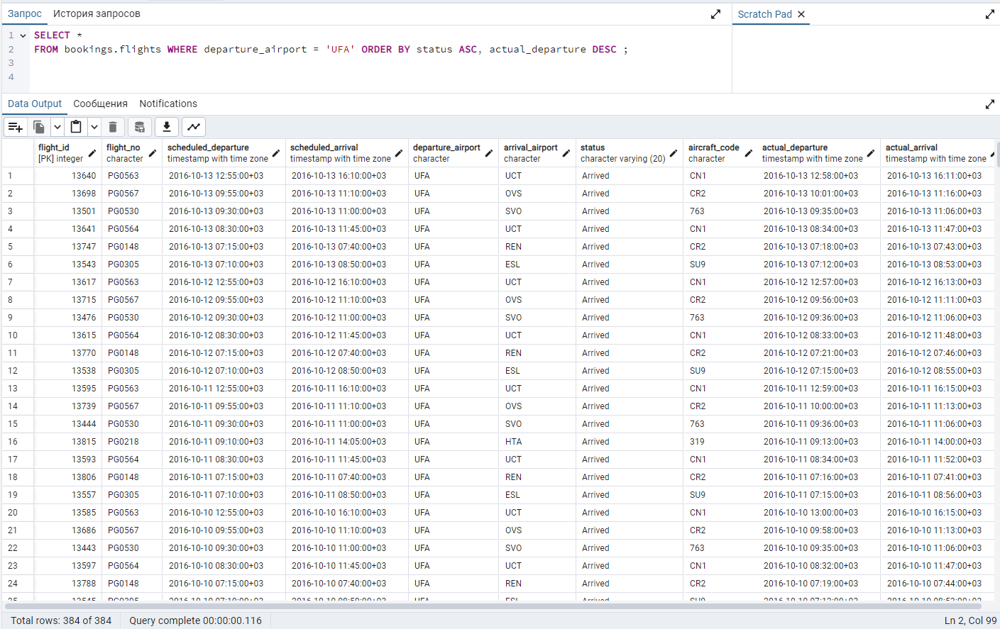 Запрос История запросов
Scratch Pad
1 SELECT *
2 FROM bookings.flights WHERE departure_airport = 'UFA' ORDER BY status ASC, actual_departure DESC ;
3
4
Data Output Сообщения Notifications
flight_id flight_no scheduled_departure scheduled_arrival departure_airport arrival_airport status aircraft_code actual_departure actual_arrival
[PK] integer character timestamp with time zone timestamp with time zone character character character varying (20) character timestamp with time zone timestamp with time zone
1 13640 PG0563 2016-10-13 12:55:00+03 2016-10-13 16:10:00+03 UFA UCT Arrived CN1 2016-10-13 12:58:00+03 2016-10-13 16:11:00+03
2 13698 PG0567 2016-10-13 09:55:00+03 2016-10-13 11:10:00+03 UFA OVS Arrived CR2 2016-10-13 10:01:00+03 2016-10-13 11:16:00+03
3 13501 PG0530 2016-10-13 09:30:00+03 2016-10-13 11:00:00+03 UFA SVO Arrived 763 2016-10-13 09:35:00+03 2016-10-13 11:06:00+03
4 13641 PG0564 2016-10-13 08:30:00+03 2016-10-13 11:45:00+03 UFA UCT Arrived CN1 2016-10-13 08:34:00+03 2016-10-13 11:47:00+03
5 13747 PG0148 2016-10-13 07:15:00+03 2016-10-13 07:40:00+03 UFA REN Arrived CR2 2016-10-13 07:18:00+03 2016-10-13 07:43:00+03
6 13543 PG0305 2016-10-13 07:10:00+03 2016-10-13 08:50:00+03 UFA ESL Arrived SU9 2016-10-13 07:12:00+03 2016-10-13 08:53:00+03
7 13617 PG0563 2016-10-12 12:55:00+03 2016-10-12 16:10:00+03 UFA UCT Arrived CN1 2016-10-12 12:57:00+03 2016-10-12 16:13:00+03
8 13715 PG0567 2016-10-12 09:55:00+03 2016-10-12 11:10:00+03 UFA OVS Arrived CR2 2016-10-12 09:56:00+03 2016-10-12 11:11:00+03
9 13476 PG0530 2016-10-12 09:30:00+03 2016-10-12 11:00:00+03 UFA SVO Arrived 763 2016-10-12 09:36:00+03 2016-10-12 11:06:00+03
10 13615 PG0564 2016-10-12 08:30:00+03 2016-10-12 11:45:00+03 UFA UCT Arrived CN1 2016-10-12 08:33:00+03 2016-10-12 11:48:00+03
11 13770 PG0148 2016-10-12 07:15:00+03 2016-10-12 07:40:00+03 UFA REN Arrived CR2 2016-10-12 07:21:00+03 2016-10-12 07:46:00+03
12 13538 PG0305 2016-10-12 07:10:00+03 2016-10-12 08:50:00+03 UFA ESL Arrived SU9 2016-10-12 07:15:00+03 2016-10-12 08:55:00+03
13 13595 PG0563 2016-10-11 12:55:00+03 2016-10-11 16:10:00+03 UFA UCT Arrived CN1 2016-10-11 12:59:00+03 2016-10-11 16:15:00+03
14 13739 PG0567 2016-10-11 09:55:00+03 2016-10-11 11:10:00+03 UFA OVS Arrived CR2 2016-10-11 10:00:00+03 2016-10-11 11:13:00+03
15 13444 PG0530 2016-10-11 09:30:00+03 2016-10-11 11:00:00+03 UFA SVO Arrived 763 2016-10-11 09:36:00+03 2016-10-11 11:06:00+03
16 13815 PG0218 2016-10-11 09:10:00+03 2016-10-11 14:05:00+03 UFA HTA Arrived 319 2016-10-11 09:13:00+03 2016-10-11 14:00:00+03
17 13593 PG0564 2016-10-11 08:30:00+03 2016-10-11 11:45:00+03 UFA UCT Arrived CN1 2016-10-11 08:34:00+03 2016-10-11 11:52:00+03
18 13806 PG0148 2016-10-11 07:15:00+03 2016-10-11 07:40:00+03 UFA REN Arrived CR2 2016-10-11 07:16:00+03 2016-10-11 07:41:00+03
19 13557 PG0305 2016-10-11 07:10:00+03 2016-10-11 08:50:00+03 UFA ESL Arrived SU9 2016-10-11 07:15:00+03 2016-10-11 08:56:00+03
20 13585 PG0563 2016-10-10 12:55:00+03 2016-10-10 16:10:00+03 UFA UCT Arrived CN1 2016-10-10 13:00:00+03 2016-10-10 16:15:00+03
21 13686 PG0567 2016-10-10 09:55:00+03 2016-10-10 11:10:00+03 UFA OVS Arrived CR2 2016-10-10 09:58:00+03 2016-10-10 11:13:00+03
22 13443 PG0530 2016-10-10 09:30:00+03 2016-10-10 11:00:00+03 UFA SVO Arrived 763 2016-10-10 09:35:00+03 2016-10-10 11:06:00+03
23 13597 PG0564 2016-10-10 08:30:00+03 2016-10-10 11:45:00+03 UFA UCT Arrived CN1 2016-10-10 08:32:00+03 2016-10-10 11:47:00+03
24 13788 PG0148 2016-10-10 07:15:00+03 2016-10-10 07:40:00+03 UFA REN Arrived CR2 2016-10-10 07:19:00+03 2016-10-10 07:44:00+03
Total rows: 384 of 384 Query complete 00:00:00.116 Ln 2, Col 99